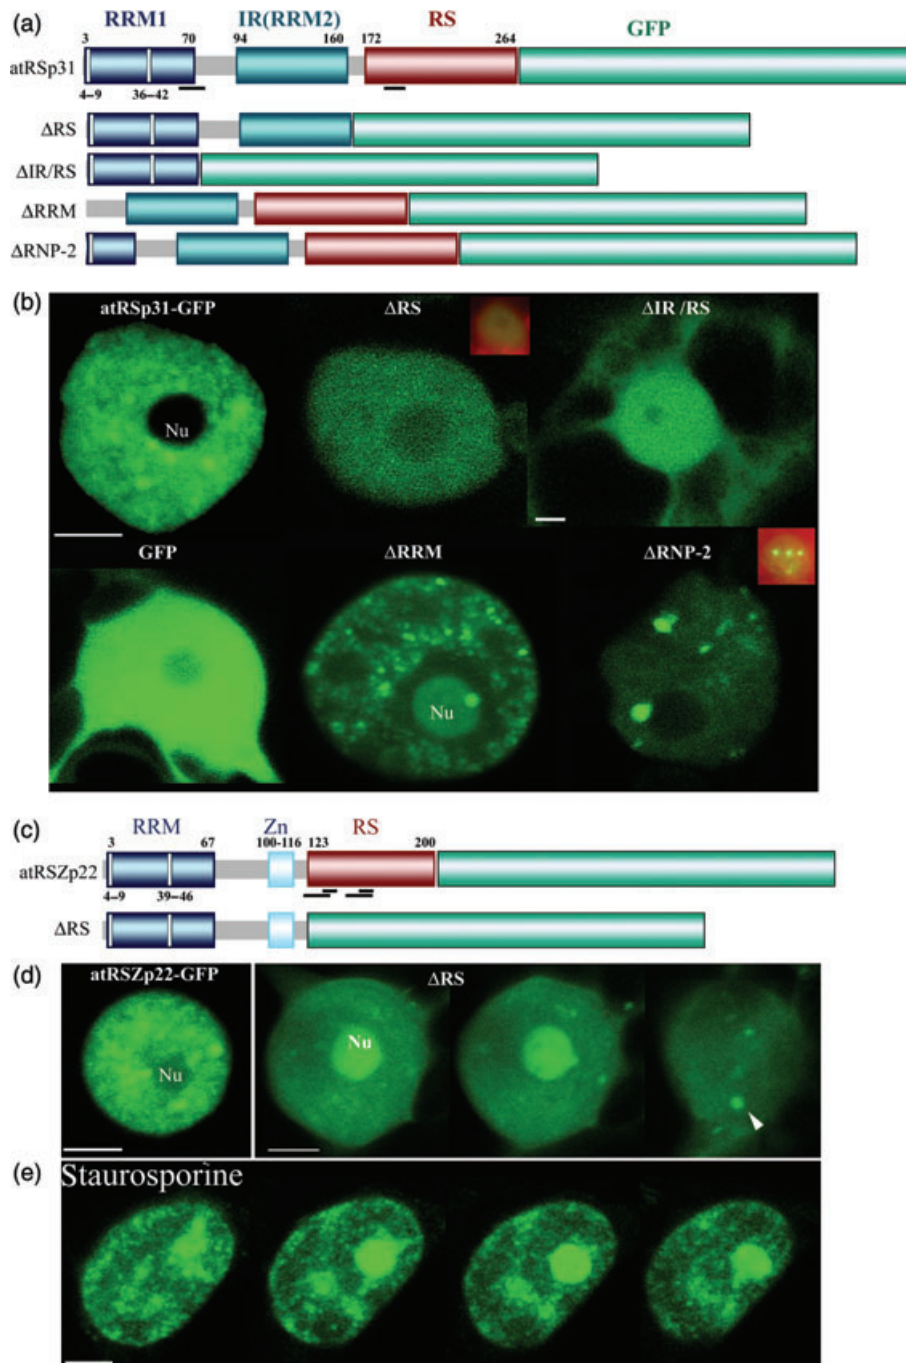 (a)
RRM1 IR(RRM2) RS GFP
3 70 94 160 172 264
atRSp31
4–9 36–42
ΔRS
ΔIR/RS
ΔRRM
ΔRNP-2
(b)
atRSp31-GFP ΔRS ΔIR /RS
Nu
GFP ΔRRM ΔRNP-2
Nu
(c)
RRM Zn RS
3 67 100-116 123 200
atRSZp22
4–9 39–46
ΔRS
(d)
atRSZp22-GFP ΔRS
Nu Nu
(e)
Staurosporine